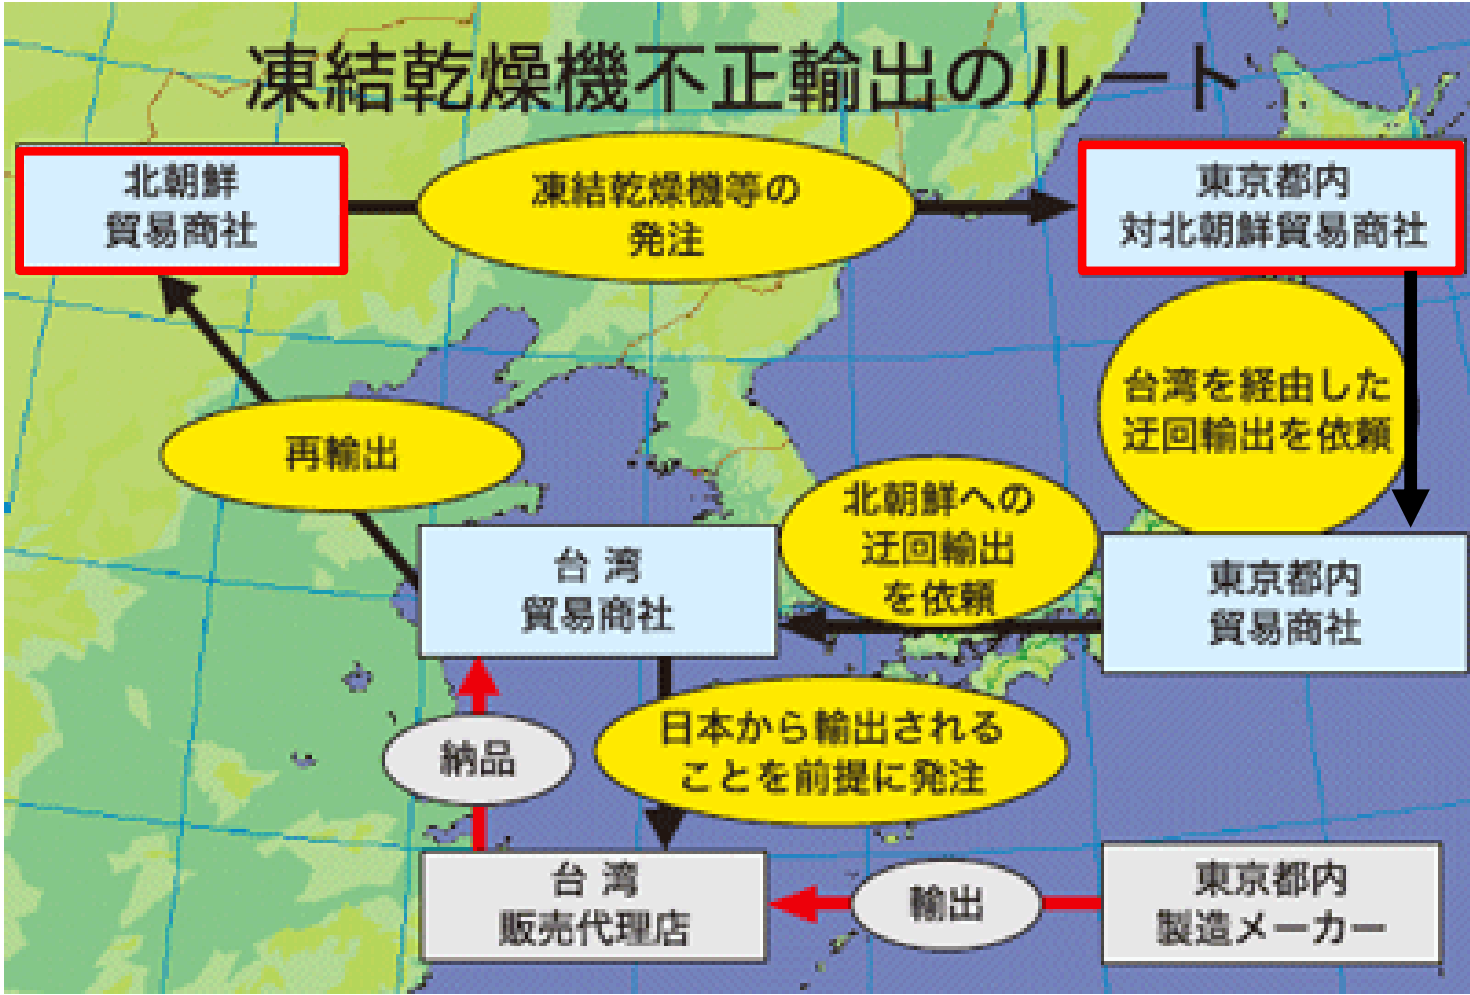 凍結乾燥機不正輸出のルート
北朝鮮
貿易商社
凍結乾燥機等の
発注
東京都内
対北朝鮮貿易商社
台湾を経由した
迂回輸出を依頼
再輸出
北朝鮮への
迂回輸出
を依頼
台 湾
貿易商社
東京都内
貿易商社
納品
日本から輸出される
ことを前提に発注
台 湾
販売代理店
輸出
東京都内
製造メーカー